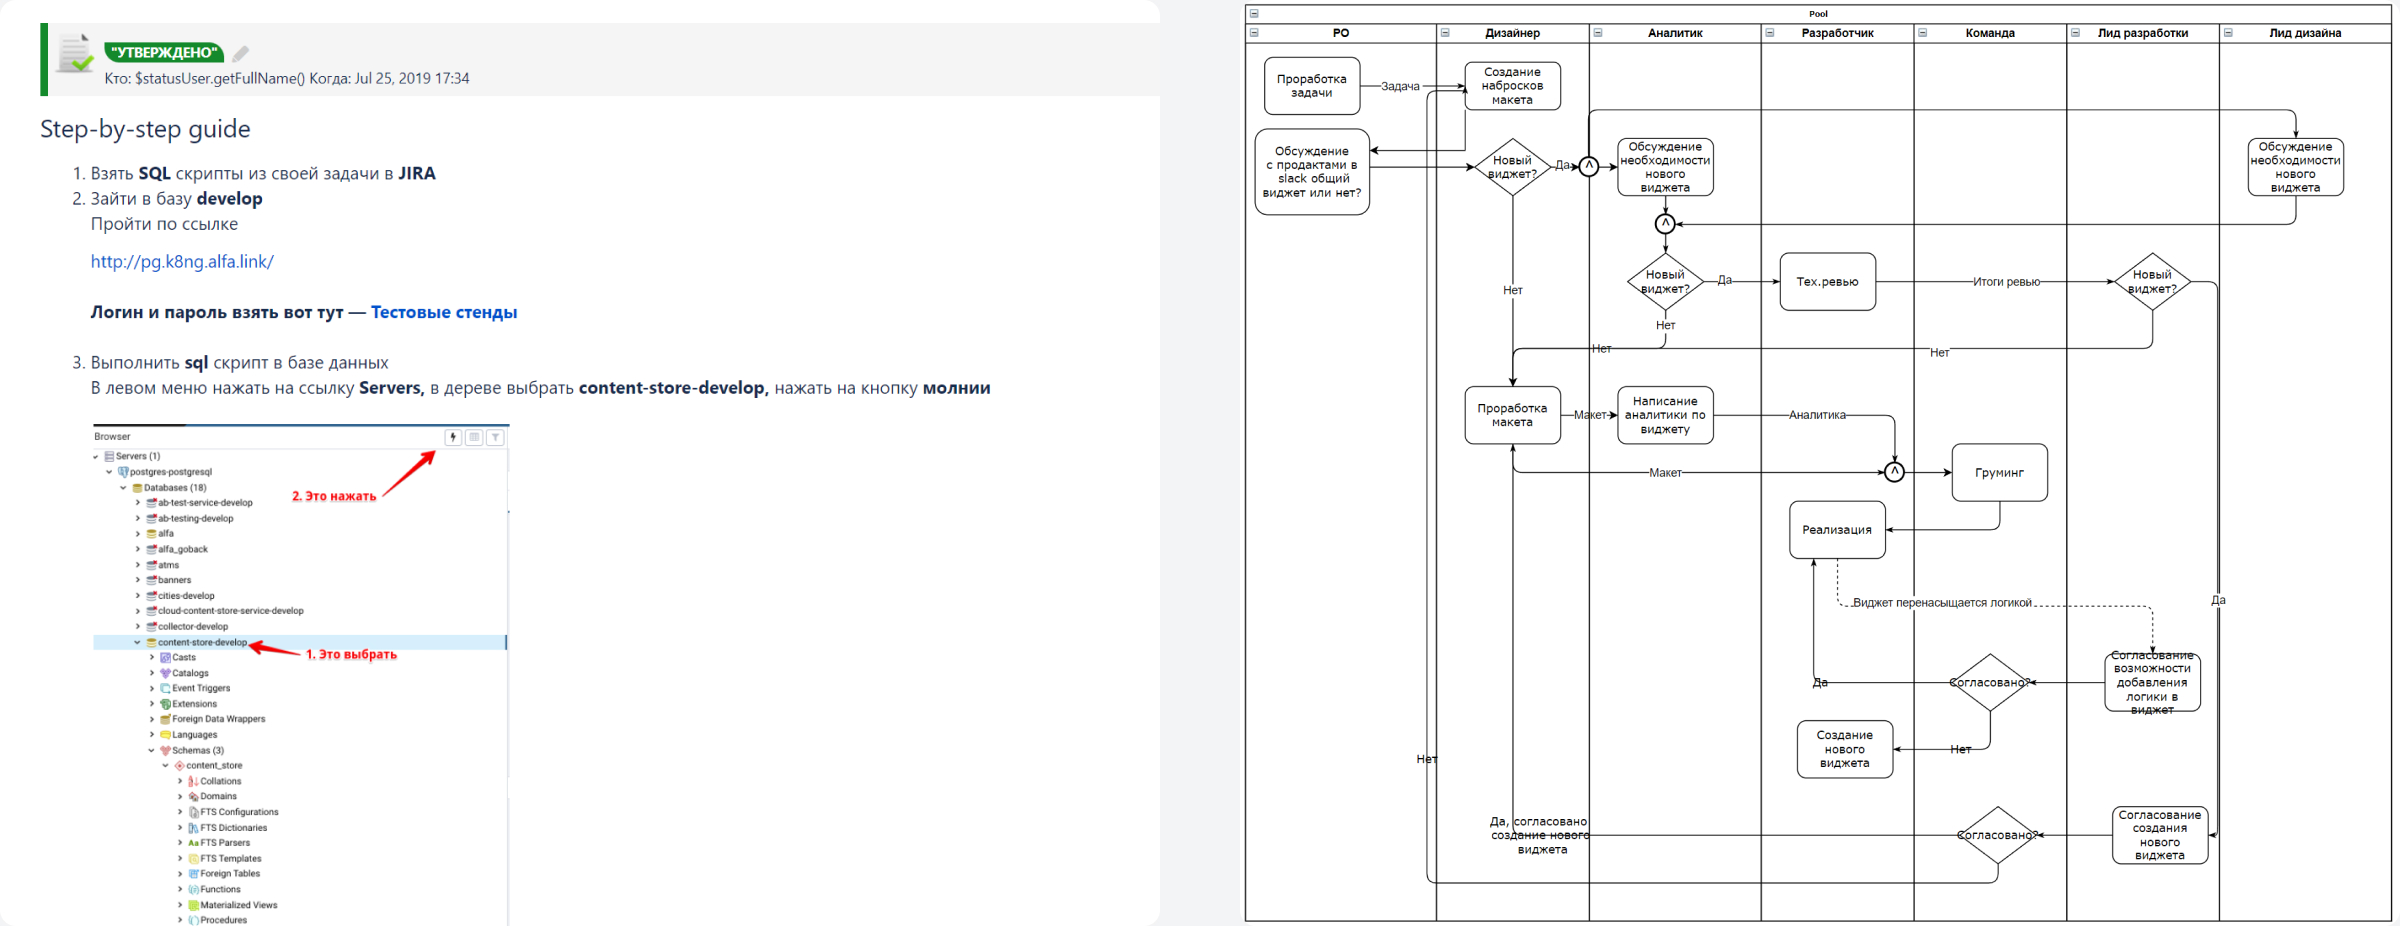 "УТВЕРЖДЕНО"
Кто: $statusUser.getFullName() Когда: Jul 25, 2019 17:34
Step-by-step guide
1. Взять SQL скрипты из своей задачи в JIRA
2. Зайти в базу develop
Пройти по ссылке
http://pg.k8ng.alfa.link/
Логин и пароль взять вот тут — Тестовые стенды
3. Выполнить sql скрипт в базе данных
В левом меню нажать на ссылку Servers, в дереве выбрать content-store-develop, нажать на кнопку молнии
Browser
Servers (1)
postgres-postgresql
Databases (18)
2. Это нажать
ab-test-service-develop
ab-testing-develop
alfa
alfa_goback
atms
banners
cities-develop
cloud-content-store-service-develop
collector-develop
content-store-develop
1. Это выбрать
Casts
Catalogs
Event Triggers
Extensions
Foreign Data Wrappers
Languages
Schemas (3)
content_store
Collations
Domains
FTS Configurations
FTS Dictionaries
FTS Parsers
FTS Templates
Foreign Tables
Functions
Materialized Views
Procedures
Pool
PO
Дизайнер
Аналитик
Разработчик
Команда
Лид разработки
Лид дизайна
Проработка
задачи
Задача
Создание
набросков
макета
Обсуждение
с продактами в
slack общий
виджет или нет?
Новый
виджет?
Да
^
Обсуждение
необходимости
нового
виджета
Обсуждение
необходимости
нового
виджета
^
Нет
Новый
виджет?
Да
Тех.ревью
Итоги ревью
Новый
виджет?
Нет
Нет
Нет
Проработка
макета
Макет
Написание
аналитики по
виджету
Аналитика
Макет
^
Груминг
Реализация
Виджет перенасыщается логикой
Да
Согласование
возможности
добавления
логики в
виджет
Согласовано?
Да
Создание
нового
виджета
Нет
Нет
Да, согласовано
создание нового
виджета
Согласовано?
Согласование
создания
нового
виджета